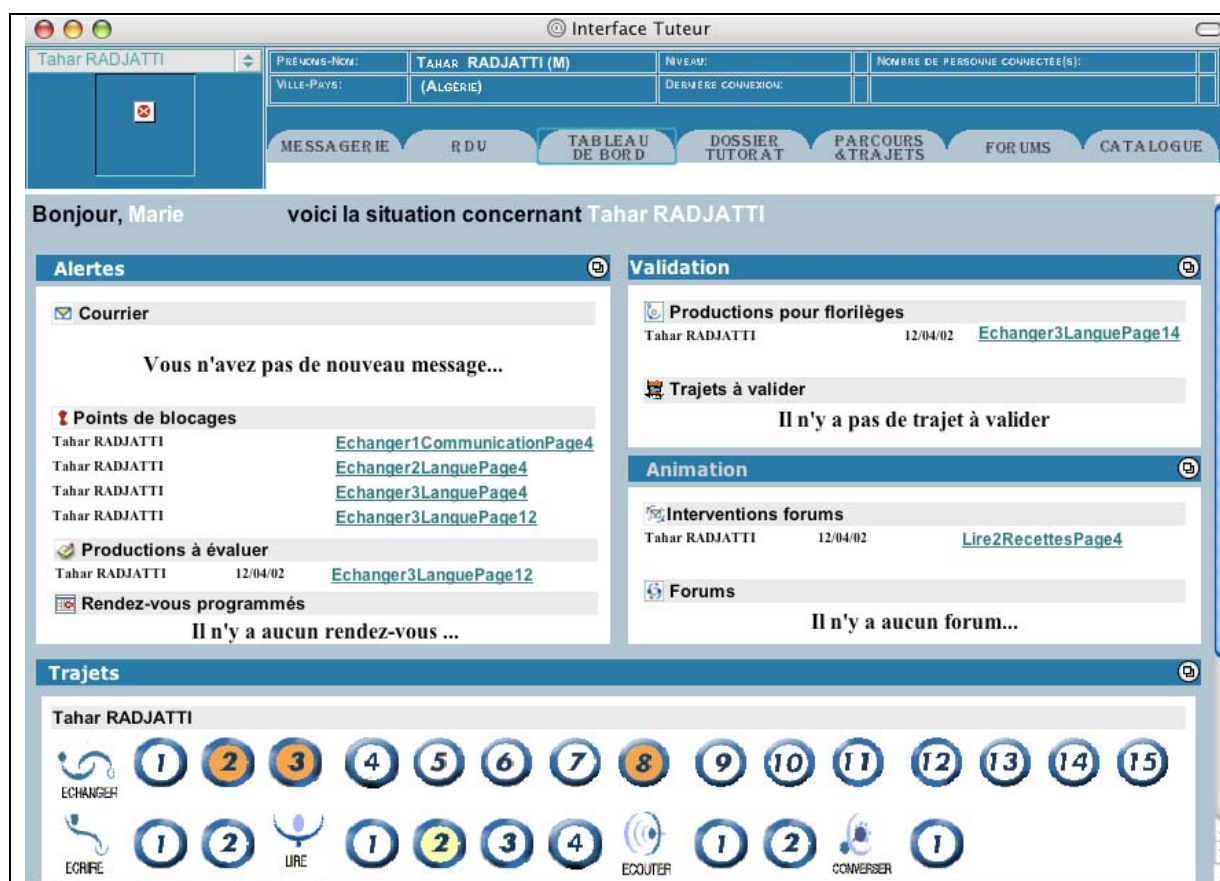 Interface Tuteur
Tahar RADJATTI
PRÉNOMS-NOM: TAHAR RADJATTI (M) NIVEAU: NOMBRE DE PERSONNE CONNECTÉE(S):
VILLE-PAYS: (ALGÉRIE) DERNIÈRE CONNEXION:
MESSAGERIE RDU TABLEAU DE BORD DOSSIER TUTORAT PARCOURS &TRAJETS FORUMS CATALOGUE
Bonjour, Marie voici la situation concernant Tahar RADJATTI
Alertes
Courrier
Vous n'avez pas de nouveau message...
Points de blocages
Tahar RADJATTI Echanger1CommunicationPage4
Tahar RADJATTI Echanger2LanguePage4
Tahar RADJATTI Echanger3LanguePage4
Tahar RADJATTI Echanger3LanguePage12
Productions à évaluer
Tahar RADJATTI 12/04/02 Echanger3LanguePage12
Rendez-vous programmés
Il n'y a aucun rendez-vous ...
Validation
Productions pour florilèges
Tahar RADJATTI 12/04/02 Echanger3LanguePage14
Trajets à valider
Il n'y a pas de trajet à valider
Animation
Interventions forums
Tahar RADJATTI 12/04/02 Lire2RecettesPage4
Forums
Il n'y a aucun forum...
Trajets
Tahar RADJATTI
ECHANGER 1 2 3 4 5 6 7 8 9 10 11 12 13 14 15
ECRIRE 1 2 LIRE 1 2 3 4 ECOUTER 1 2 CONVERSER 1